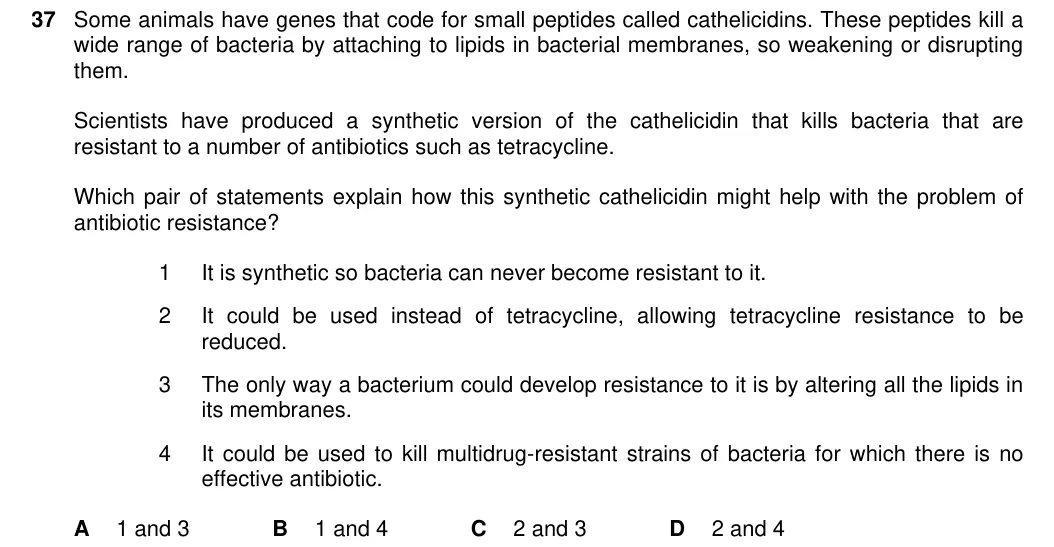 37 Some animals have genes that code for small peptides called cathelicidins. These peptides kill a
wide range of bacteria by attaching to lipids in bacterial membranes, so weakening or disrupting
them.
Scientists have produced a synthetic version of the cathelicidin that kills bacteria that are
resistant to a number of antibiotics such as tetracycline.
Which pair of statements explain how this synthetic cathelicidin might help with the problem of
antibiotic resistance?
1 It is synthetic so bacteria can never become resistant to it.
2 It could be used instead of tetracycline, allowing tetracycline resistance to be
reduced.
3 The only way a bacterium could develop resistance to it is by altering all the lipids in
its membranes.
4 It could be used to kill multidrug-resistant strains of bacteria for which there is no
effective antibiotic.
A 1 and 3 B 1 and 4 C 2 and 3 D 2 and 4